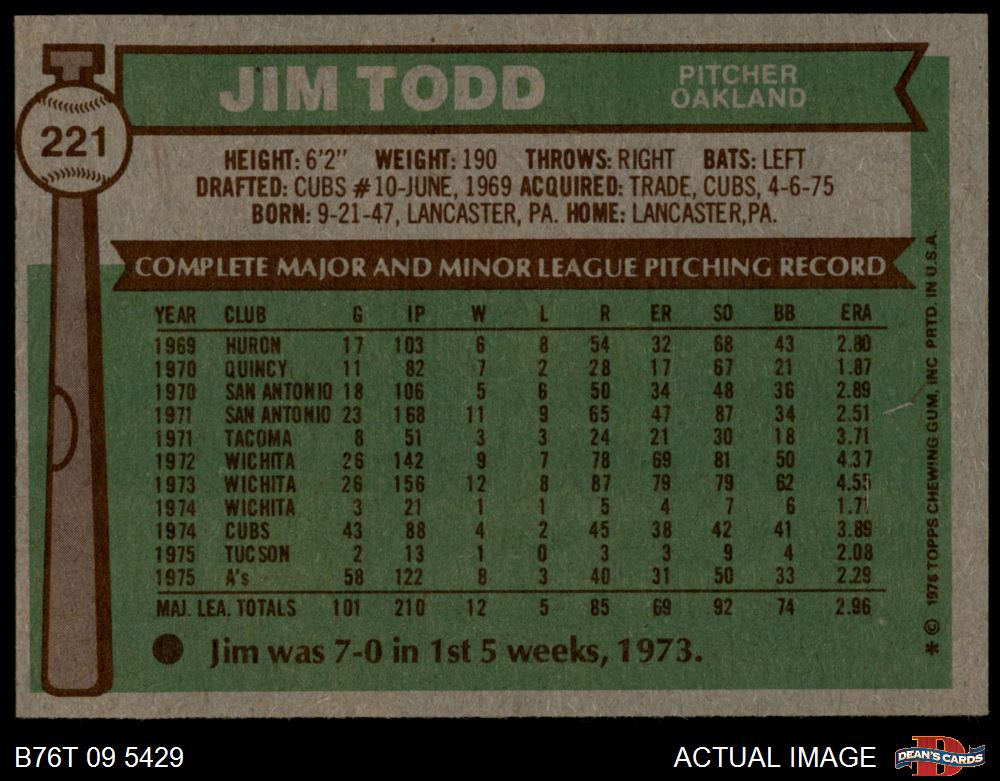 JIM TODD
PITCHER
OAKLAND
221
HEIGHT: 6'2" WEIGHT: 190 THROWS: RIGHT BATS: LEFT
DRAFTED: CUBS #10-JUNE, 1969 ACQUIRED: TRADE, CUBS, 4-6-75
BORN: 9-21-47, LANCASTER, PA. HOME: LANCASTER,PA.
COMPLETE MAJOR AND MINOR LEAGUE PITCHING RECORD
YEAR CLUB G IP W L R ER SO BB ERA
1969 HURON 17 103 6 8 54 32 68 43 2.80
1970 QUINCY 11 82 7 2 28 17 67 21 1.87
1970 SAN ANTONIO 18 106 5 6 50 34 48 36 2.89
1971 SAN ANTONIO 23 168 11 9 65 47 87 34 2.51
1971 TACOMA 8 51 3 3 24 21 30 18 3.71
1972 WICHITA 26 142 9 7 78 69 81 50 4.37
1973 WICHITA 26 156 12 8 87 79 79 62 4.55
1974 WICHITA 3 21 1 1 5 4 7 6 1.71
1974 CUBS 43 88 4 2 45 38 42 41 3.89
1975 TUCSON 2 13 1 0 3 3 9 4 2.08
1975 A's 58 122 8 3 40 31 50 33 2.29
MAJ. LEA. TOTALS 101 210 12 5 85 69 92 74 2.96
Jim was 7-0 in 1st 5 weeks, 1973.
* © 1976 TOPPS CHEWING GUM, INC PRTD. IN U.S.A.
B76T 09 5429
ACTUAL IMAGE
D
DEAN'S CARDS